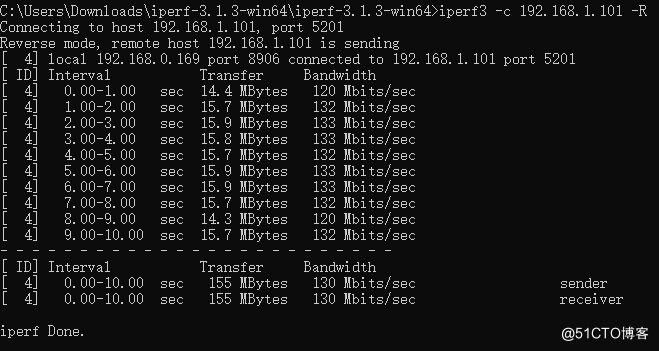 C:\Users\Downloads\iperf-3.1.3-win64\iperf-3.1.3-win64>iperf3 -c 192.168.1.101 -R
Connecting to host 192.168.1.101, port 5201
Reverse mode, remote host 192.168.1.101 is sending
[  4] local 192.168.0.169 port 8906 connected to 192.168.1.101 port 5201
[ ID] Interval           Transfer     Bandwidth
[  4]   0.00-1.00   sec  14.4 MBytes   120 Mbits/sec
[  4]   1.00-2.00   sec  15.7 MBytes   132 Mbits/sec
[  4]   2.00-3.00   sec  15.9 MBytes   133 Mbits/sec
[  4]   3.00-4.00   sec  15.8 MBytes   133 Mbits/sec
[  4]   4.00-5.00   sec  15.7 MBytes   132 Mbits/sec
[  4]   5.00-6.00   sec  15.9 MBytes   133 Mbits/sec
[  4]   6.00-7.00   sec  15.9 MBytes   133 Mbits/sec
[  4]   7.00-8.00   sec  15.7 MBytes   132 Mbits/sec
[  4]   8.00-9.00   sec  14.3 MBytes   120 Mbits/sec
[  4]   9.00-10.00  sec  15.7 MBytes   132 Mbits/sec
- - - - - - - - - - - - - - - - - - - - - - - - -
[ ID] Interval           Transfer     Bandwidth
[  4]   0.00-10.00  sec   155 MBytes   130 Mbits/sec                  sender
[  4]   0.00-10.00  sec   155 MBytes   130 Mbits/sec                  receiver
iperf Done.
@51CTO博客